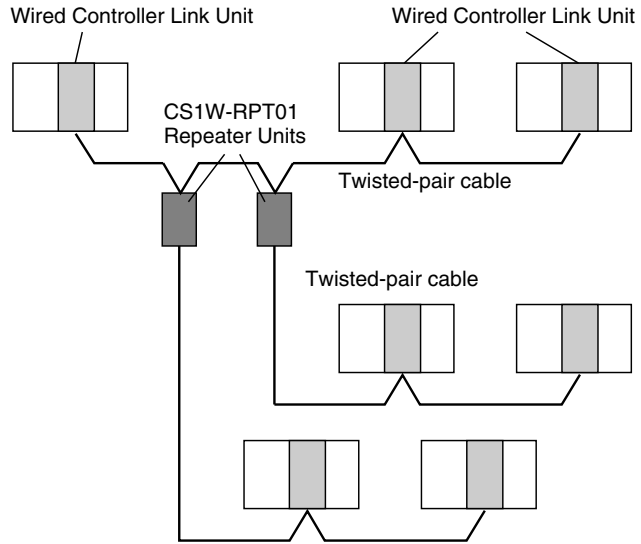 Wired Controller Link Unit
Wired Controller Link Unit
CS1W-RPT01
Repeater Units
Twisted-pair cable
Twisted-pair cable